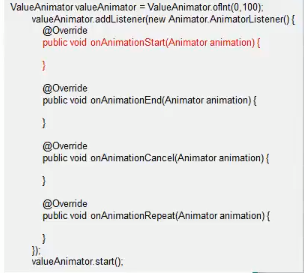 ValueAnimator valueAnimator = ValueAnimator.ofInt(0,100);
valueAnimator.addListener(new Animator.AnimatorListener() {
@Override
public void onAnimationStart(Animator animation) {
}
@Override
public void onAnimationEnd(Animator animation) {
}
@Override
public void onAnimationCancel(Animator animation) {
}
@Override
public void onAnimationRepeat(Animator animation) {
}
});
valueAnimator.start();